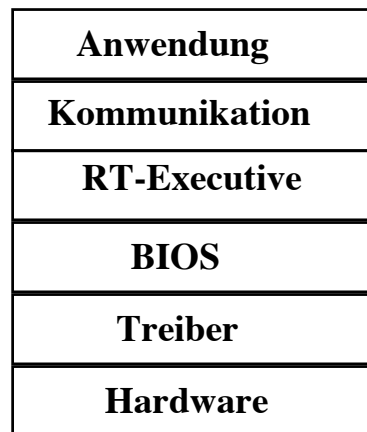 Anwendung
Kommunikation
RT-Executive
BIOS
Treiber
Hardware